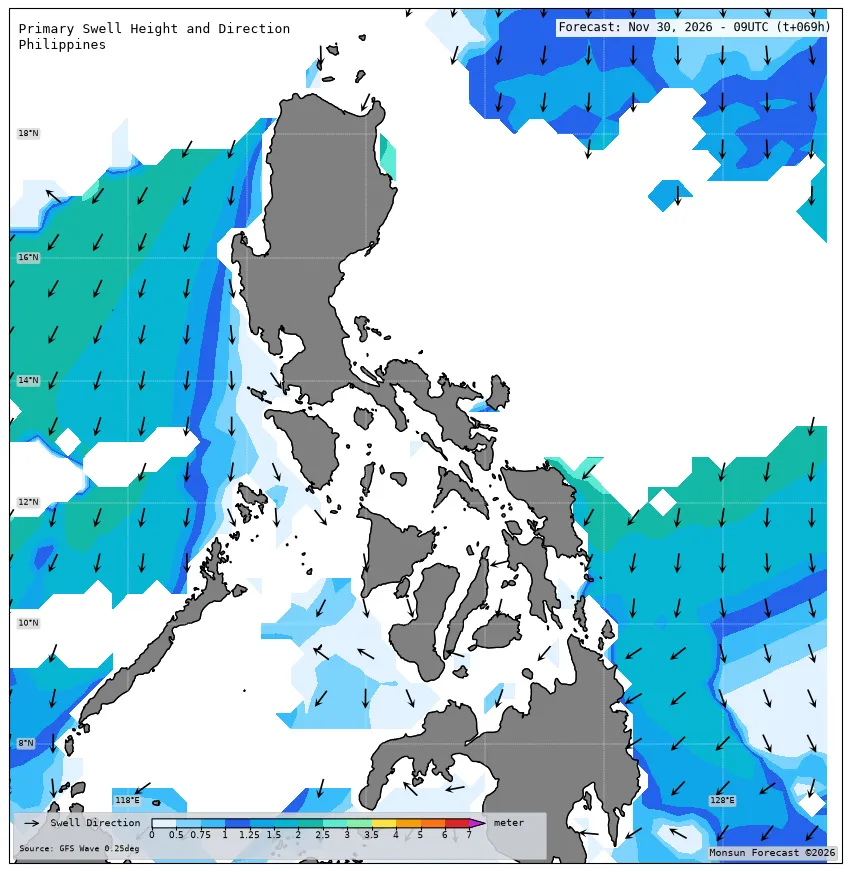 Primary Swell Height and Direction
Philippines
Forecast: Nov 30, 2026 - 09UTC (t+069h)
18°N
16°N
14°N
12°N
10°N
8°N
118°E
128°E
Swell Direction
0 0.5 0.75 1 1.25 1.5 2 2.5 3 3.5 4 5 6 7
meter
Source: GFS Wave 0.25deg
Monsun Forecast ©2026